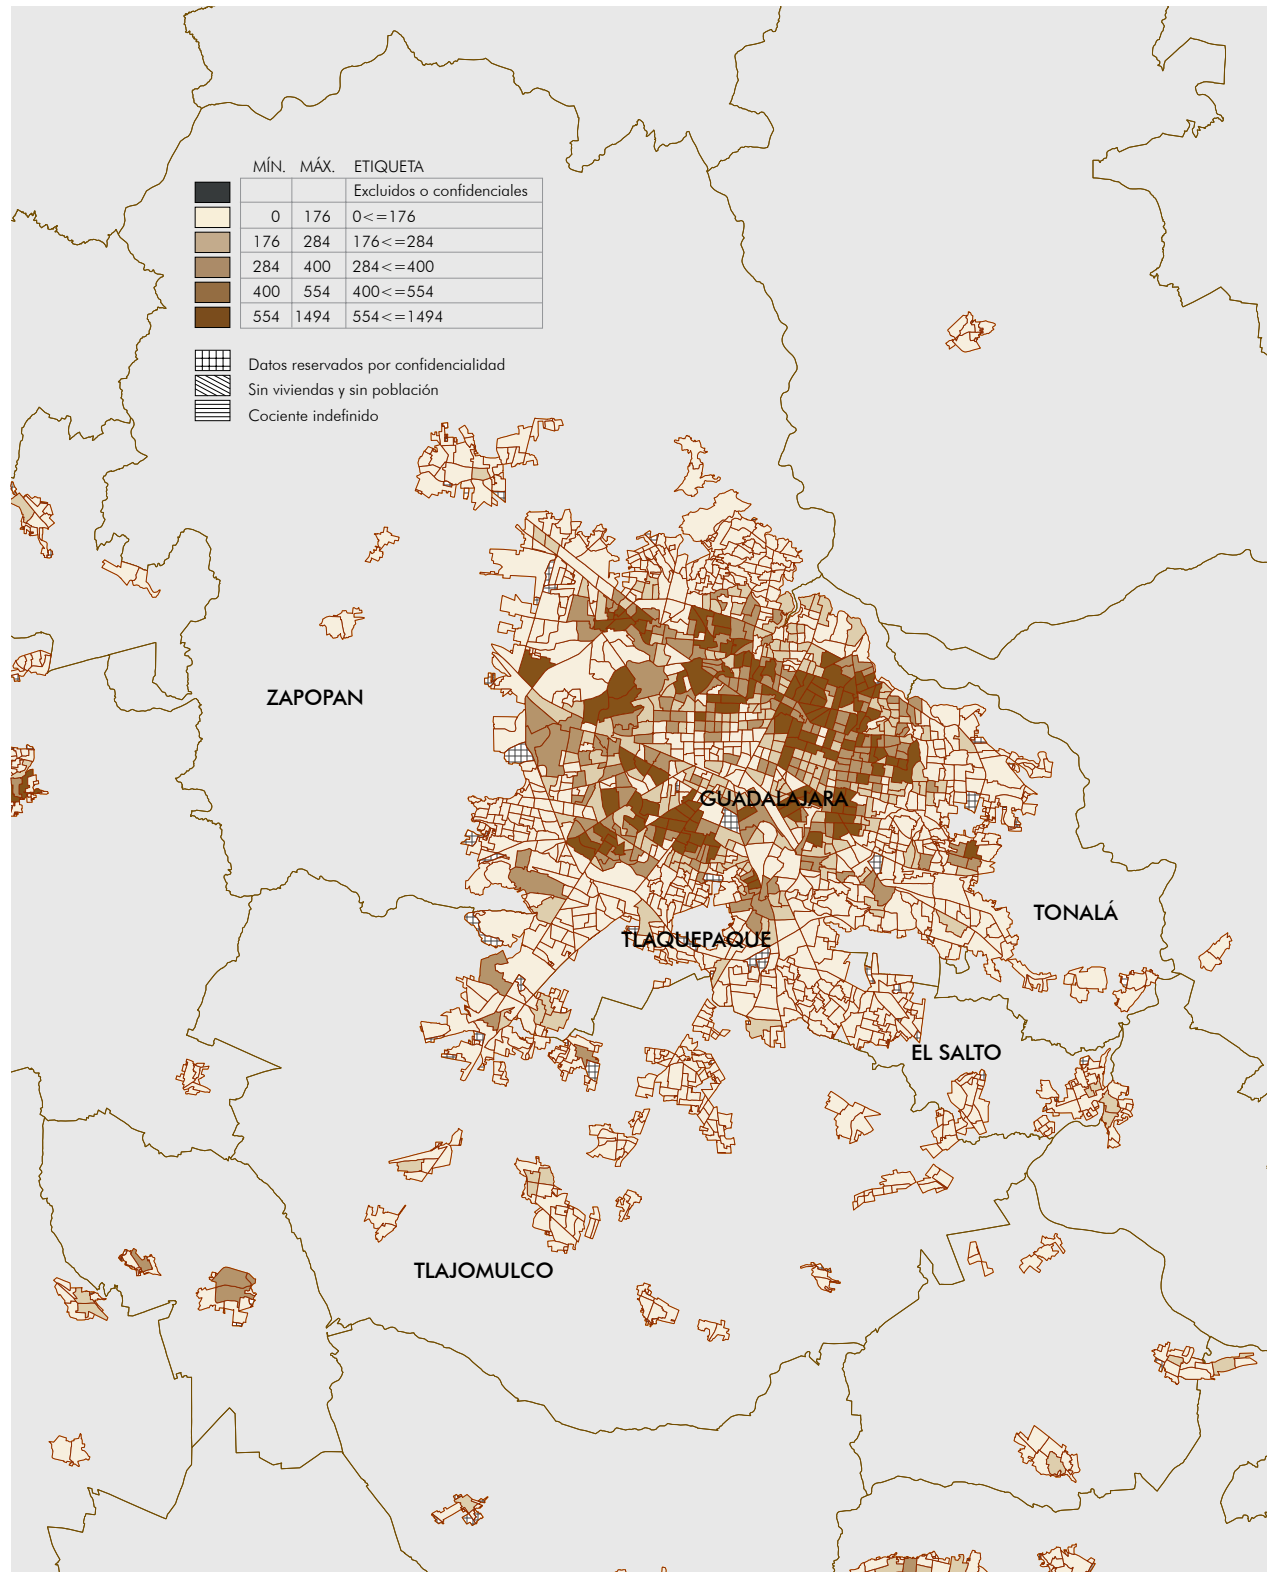 MÍN. MÁX. ETIQUETA
Excluidos o confidenciales
0 176 0<=176
176 284 176<=284
284 400 284<=400
400 554 400<=554
554 1494 554<=1494
Datos reservados por confidencialidad
Sin viviendas y sin población
Cociente indefinido
ZAPOPAN
GUADALAJARA
TONALÁ
TLAQUEPAQUE
EL SALTO
TLAJOMULCO